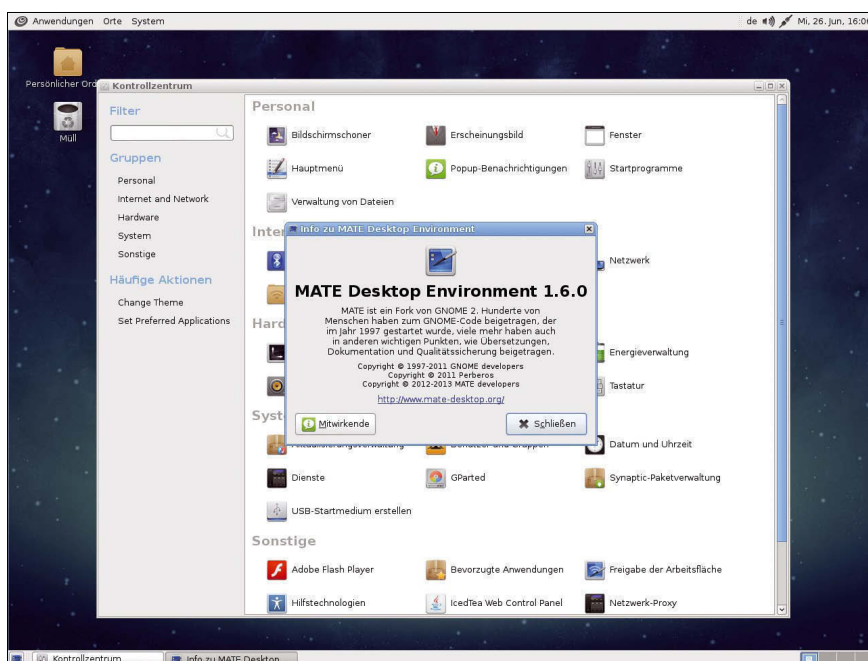 Anwendungen Orte System
de Mi, 26. Jun, 16:00
Persönlicher Ord
Müll
Kontrollzentrum
Filter
Gruppen
Personal
Internet and Network
Hardware
System
Sonstige
Häufige Aktionen
Change Theme
Set Preferred Applications
Personal
Bildschirmschoner Erscheinungsbild Fenster
Hauptmenü Popup-Benachrichtigungen Startprogramme
Verwaltung von Dateien
Inter
Netzwerk
Hard
Energieverwaltung
Tastatur
Syst
Datum und Uhrzeit
Dienste GParted Synaptic-Paketverwaltung
USB-Startmedium erstellen
Sonstige
Adobe Flash Player Bevorzugte Anwendungen Freigabe der Arbeitsfläche
Hilfstechnologien IcedTea Web Control Panel Netzwerk-Proxy
Info zu MATE Desktop Environment
MATE Desktop Environment 1.6.0
MATE ist ein Fork von GNOME 2. Hunderte von
Menschen haben zum GNOME-Code beigetragen, der
im Jahr 1997 gestartet wurde, viele mehr haben auch
in anderen wichtigen Punkten, wie Übersetzungen,
Dokumentation und Qualitätssicherung beigetragen.
Copyright © 1997-2011 GNOME developers
Copyright © 2011 Perberos
Copyright © 2012-2013 MATE developers
http://www.mate-desktop.org/
Mitwirkende Schließen
Kontrollzentrum Info zu MATE Desktop